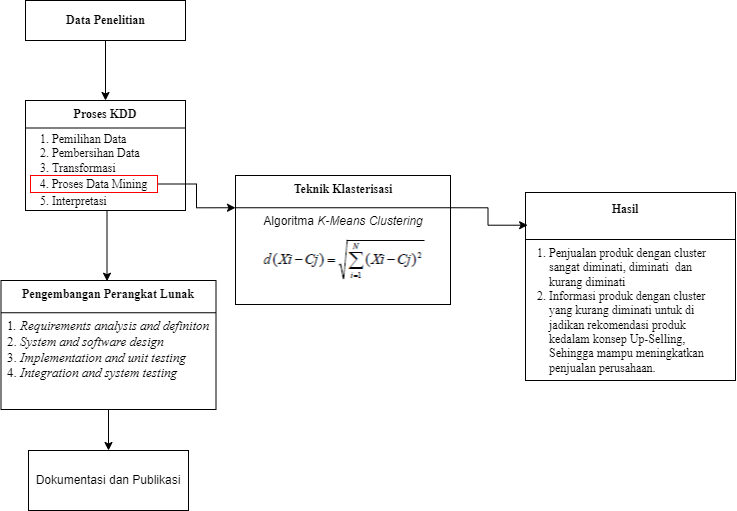 Data Penelitian
Proses KDD
1. Pemilihan Data
2. Pembersihan Data
3. Transformasi
4. Proses Data Mining
5. Interpretasi
Teknik Klasterisasi
Algoritma K-Means Clustering
d(Xi−Cj)=√∑_{i=1}^{N}(Xi−Cj)²
Hasil
1. Penjualan produk dengan cluster
sangat diminati, diminati dan
kurang diminati
2. Informasi produk dengan cluster
yang kurang diminati untuk di
jadikan rekomendasi produk
kedalam konsep Up-Selling,
Sehingga mampu meningkatkan
penjualan perusahaan.
Pengembangan Perangkat Lunak
1. Requirements analysis and definiton
2. System and software design
3. Implementation and unit testing
4. Integration and system testing
Dokumentasi dan Publikasi